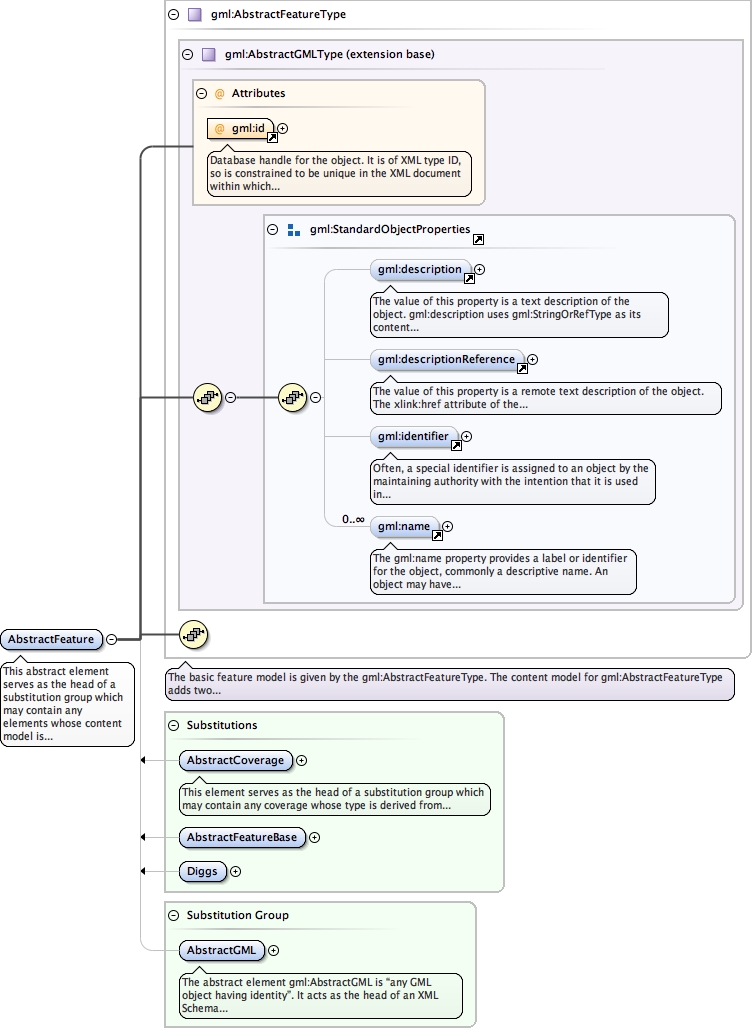 gml:AbstractFeatureType
gml:AbstractGMLType (extension base)
@ Attributes
@ gml:id
Database handle for the object. It is of XML type ID,
so is constrained to be unique in the XML document
within which...
gml:StandardObjectProperties
gml:description
The value of this property is a text description of the
object. gml:description uses gml:StringOrRefType as its
content...
gml:descriptionReference
The value of this property is a remote text description of the object.
The xlink:href attribute of the...
gml:identifier
Often, a special identifier is assigned to an object by the
maintaining authority with the intention that it is used
in...
0..∞
gml:name
The gml:name property provides a label or identifier
for the object, commonly a descriptive name. An
object may have...
AbstractFeature
This abstract element
serves as the head of a
substitution group which
may contain any
elements whose content
model is...
The basic feature model is given by the gml:AbstractFeatureType. The content model for gml:AbstractFeatureType
adds two...
Substitutions
AbstractCoverage
This element serves as the head of a substitution group which
may contain any coverage whose type is derived from...
AbstractFeatureBase
Diggs
Substitution Group
AbstractGML
The abstract element gml:AbstractGML is "any GML
object having identity". It acts as the head of an XML
Schema...